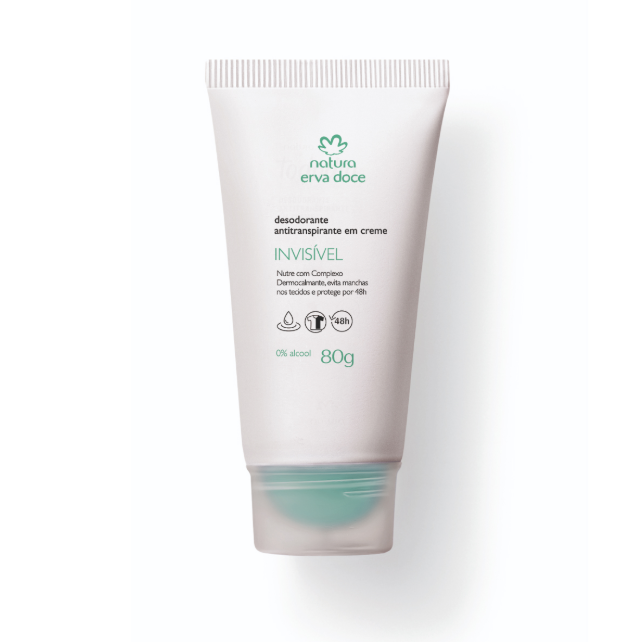 natura
erva doce
desodorante
antitranspirante em creme
INVISÍVEL
Nutre com Complexo
Dermocalmante, evita manchas
nos tecidos e protege por 48h
48h
0% alcool 80g